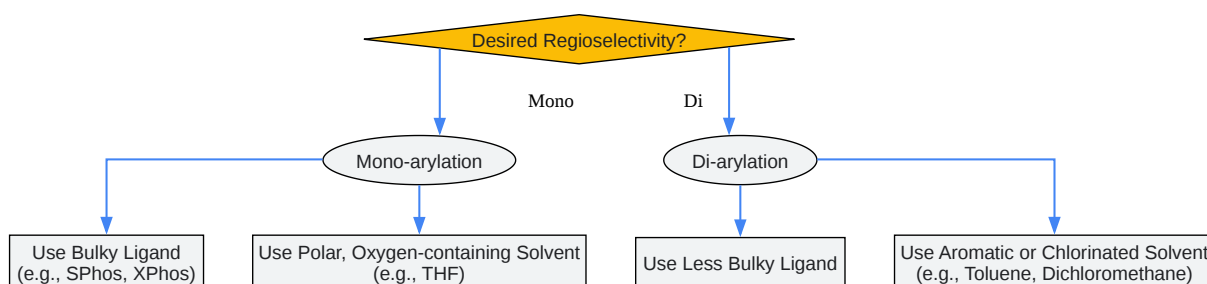 Desired Regioselectivity?
Mono
Di
Mono-arylation
Di-arylation
Use Bulky Ligand
(e.g., SPhos, XPhos)
Use Polar, Oxygen-containing Solvent
(e.g., THF)
Use Less Bulky Ligand
Use Aromatic or Chlorinated Solvent
(e.g., Toluene, Dichloromethane)